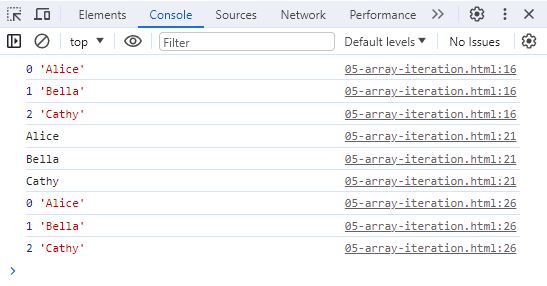 Elements Console Sources Network Performance
top Filter Default levels No Issues
0 'Alice' 05-array-iteration.html:16
1 'Bella' 05-array-iteration.html:16
2 'Cathy' 05-array-iteration.html:16
Alice 05-array-iteration.html:21
Bella 05-array-iteration.html:21
Cathy 05-array-iteration.html:21
0 'Alice' 05-array-iteration.html:26
1 'Bella' 05-array-iteration.html:26
2 'Cathy' 05-array-iteration.html:26